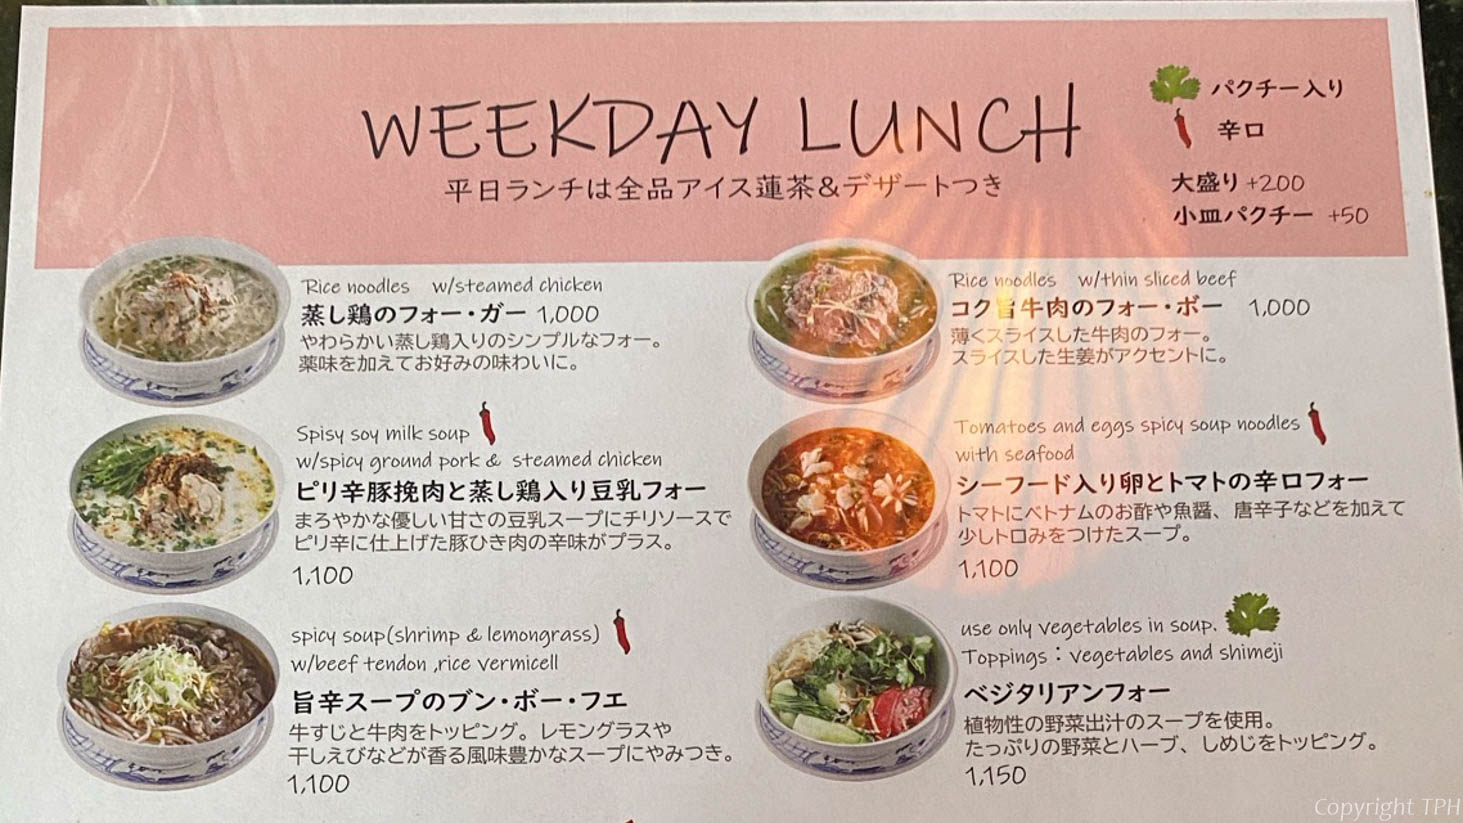 WEEKDAY LUNCH
平日ランチは全品アイス蓮茶&デザートつき
パクチー入り
辛口
大盛り +200
小皿パクチー +50
Rice noodles w/steamed chicken
蒸し鶏のフォー・ガー 1,000
やわらかい蒸し鶏入りのシンプルなフォー。
薬味を加えてお好みの味わいに。
Rice noodles w/thin sliced beef
コク旨牛肉のフォー・ボー 1,000
薄くスライスした牛肉のフォー。
スライスした生姜がアクセントに。
Spisy soy milk soup
w/spicy ground pork & steamed chicken
ピリ辛豚挽肉と蒸し鶏入り豆乳フォー
まろやかな優しい甘さの豆乳スープにチリソースで
ピリ辛に仕上げた豚ひき肉の辛味がプラス。
1,100
Tomatoes and eggs spicy soup noodles
with seafood
シーフード入り卵とトマトの辛口フォー
トマトにベトナムのお酢や魚醤、唐辛子などを加えて
少しトロみをつけたスープ。
1,100
spicy soup(shrimp & lemongrass)
w/beef tendon ,rice vermicell
旨辛スープのブン・ボー・フエ
牛すじと牛肉をトッピング。レモングラスや
干しえびなどが香る風味豊かなスープにやみつき。
1,100
use only vegetables in soup.
Toppings：vegetables and shimeji
ベジタリアンフォー
植物性の野菜出汁のスープを使用。
たっぷりの野菜とハーブ、しめじをトッピング。
1,150
Copyright TPH